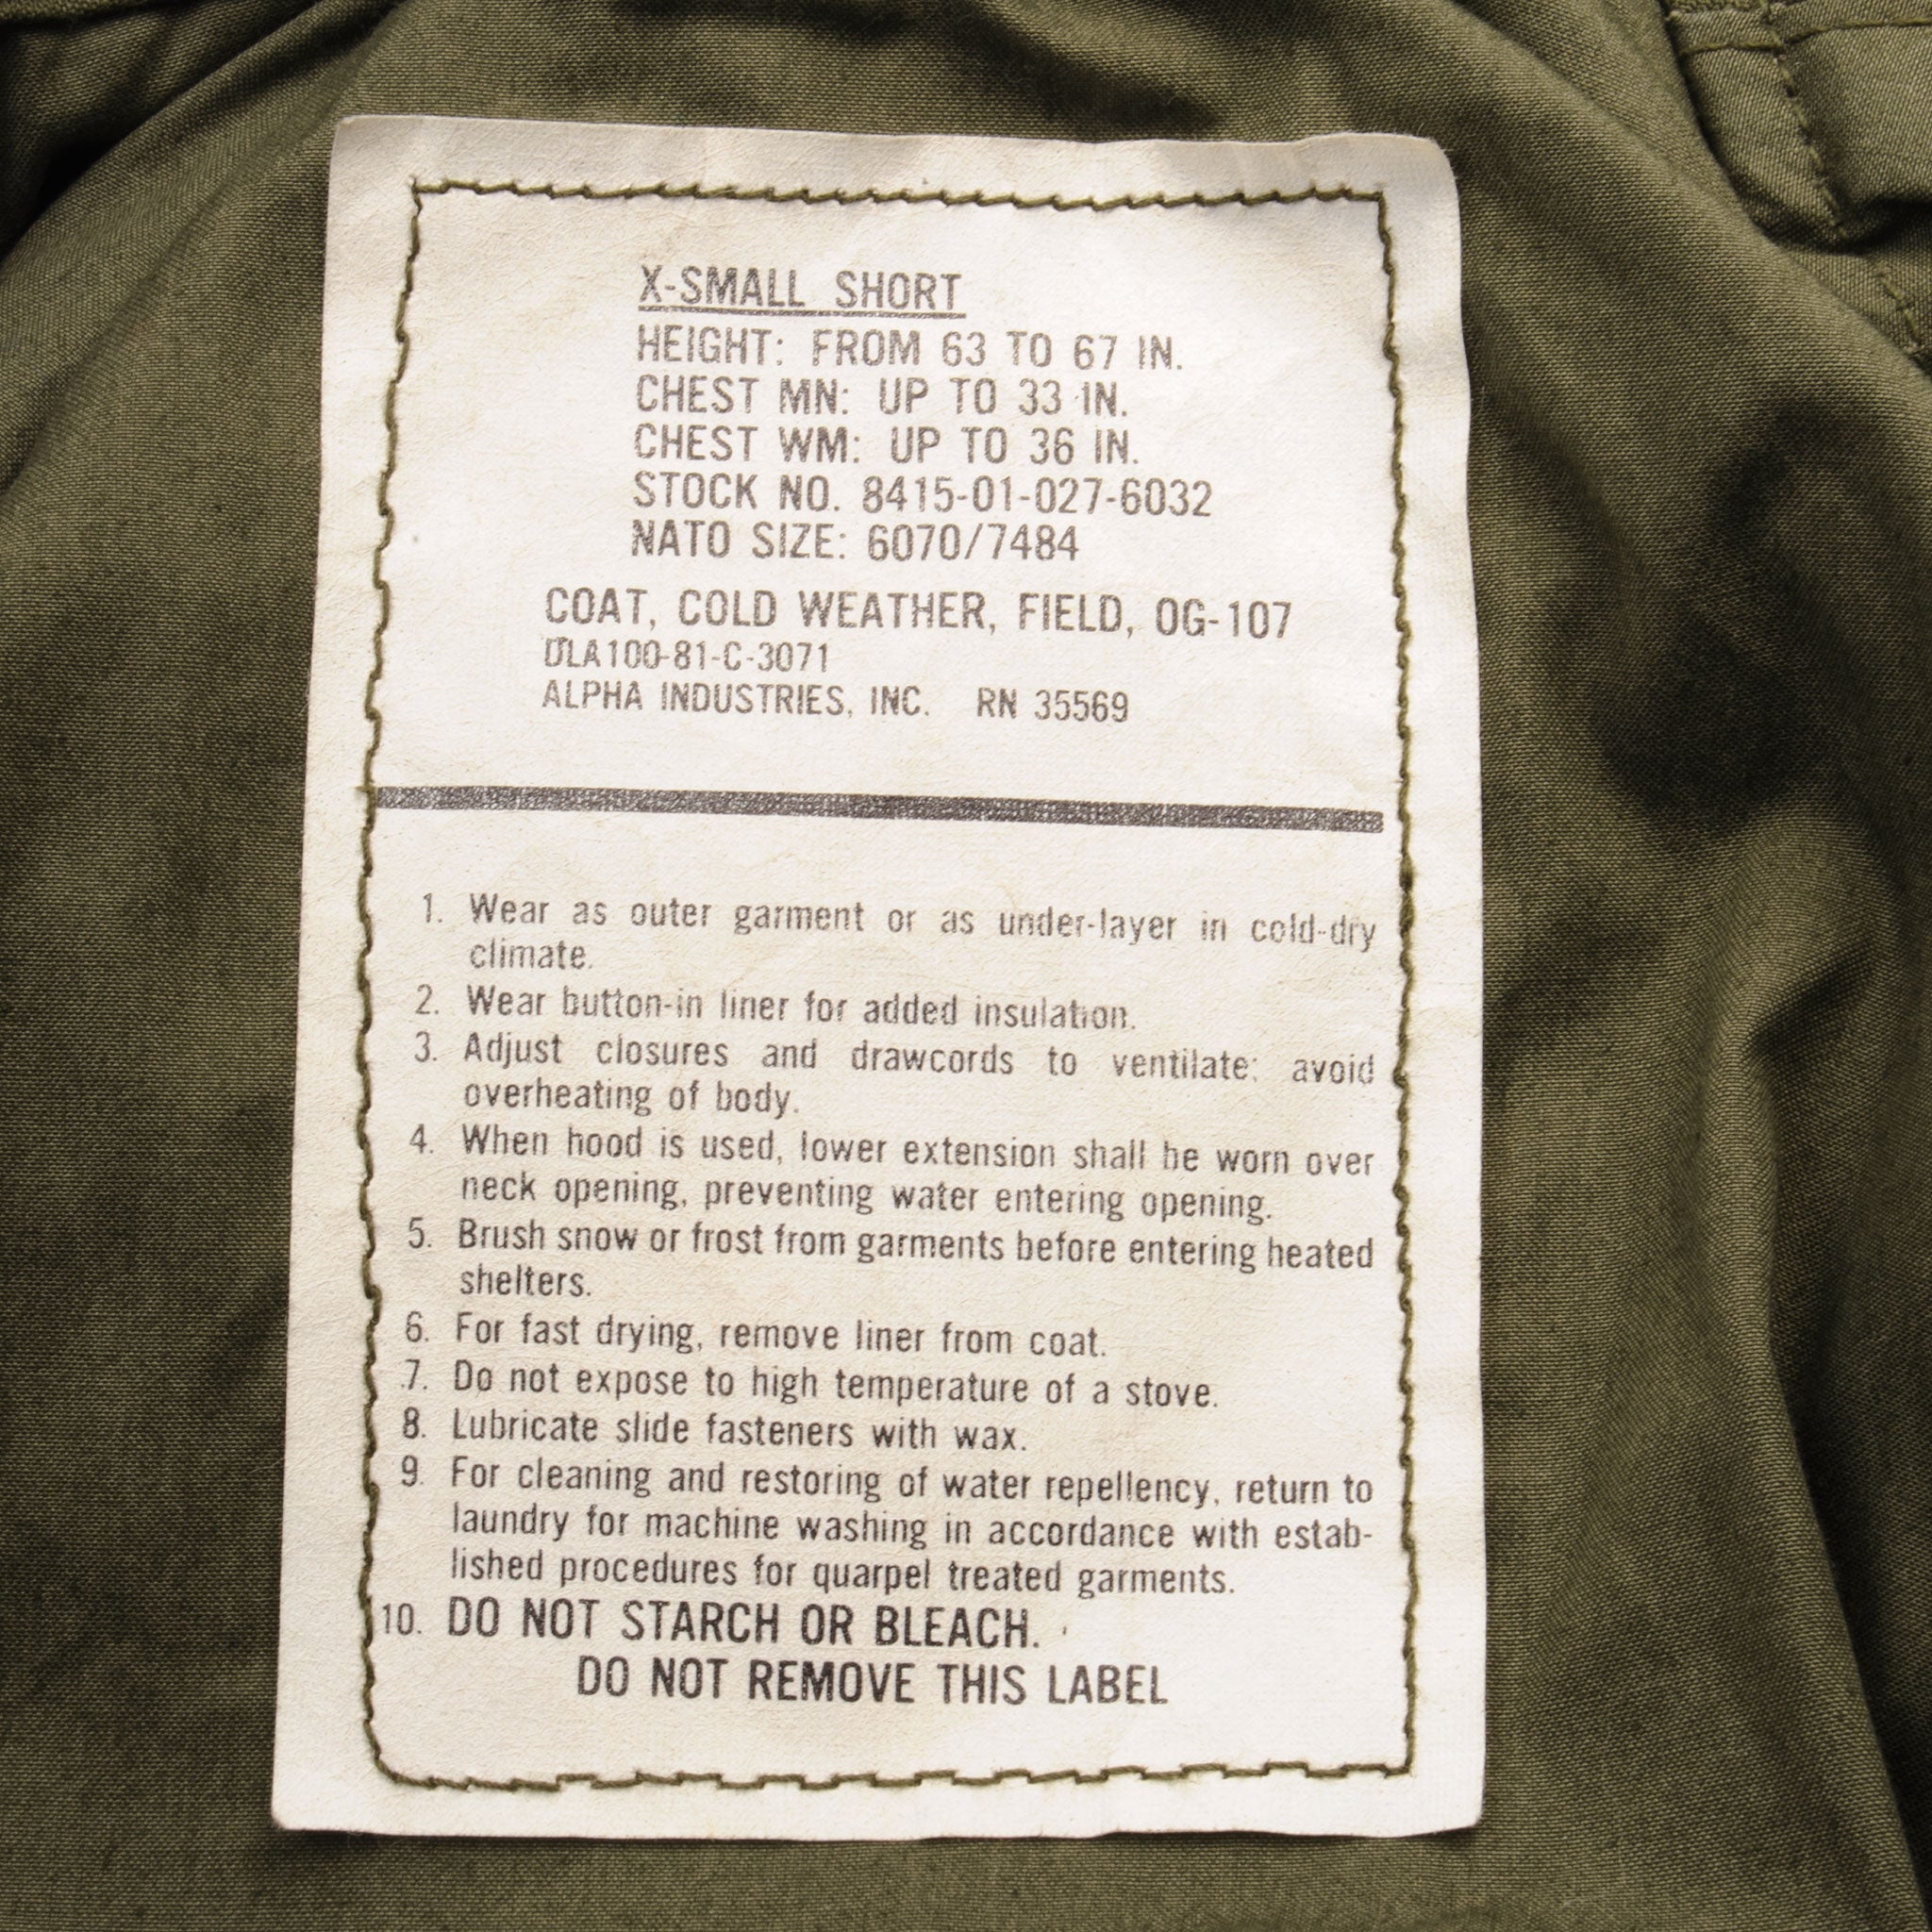 X-SMALL SHORT
HEIGHT: FROM 63 TO 67 IN.
CHEST MN: UP TO 33 IN.
CHEST WM: UP TO 36 IN.
STOCK NO. 8415-01-027-6032
NATO SIZE: 6070/7484
COAT, COLD WEATHER, FIELD, OG-107
DLA100-81-C-3071
ALPHA INDUSTRIES, INC. RN 35569
1. Wear as outer garment or as under-layer in cold-dry
climate.
2. Wear button-in liner for added insulation.
3. Adjust closures and drawcords to ventilate; avoid
overheating of body.
4. When hood is used, lower extension shall be worn over
neck opening, preventing water entering opening.
5. Brush snow or frost from garments before entering heated
shelters.
6. For fast drying, remove liner from coat.
7. Do not expose to high temperature of a stove.
8. Lubricate slide fasteners with wax.
9. For cleaning and restoring of water repellency, return to
laundry for machine washing in accordance with estab-
lished procedures for quarpel treated garments.
10. DO NOT STARCH OR BLEACH.
DO NOT REMOVE THIS LABEL